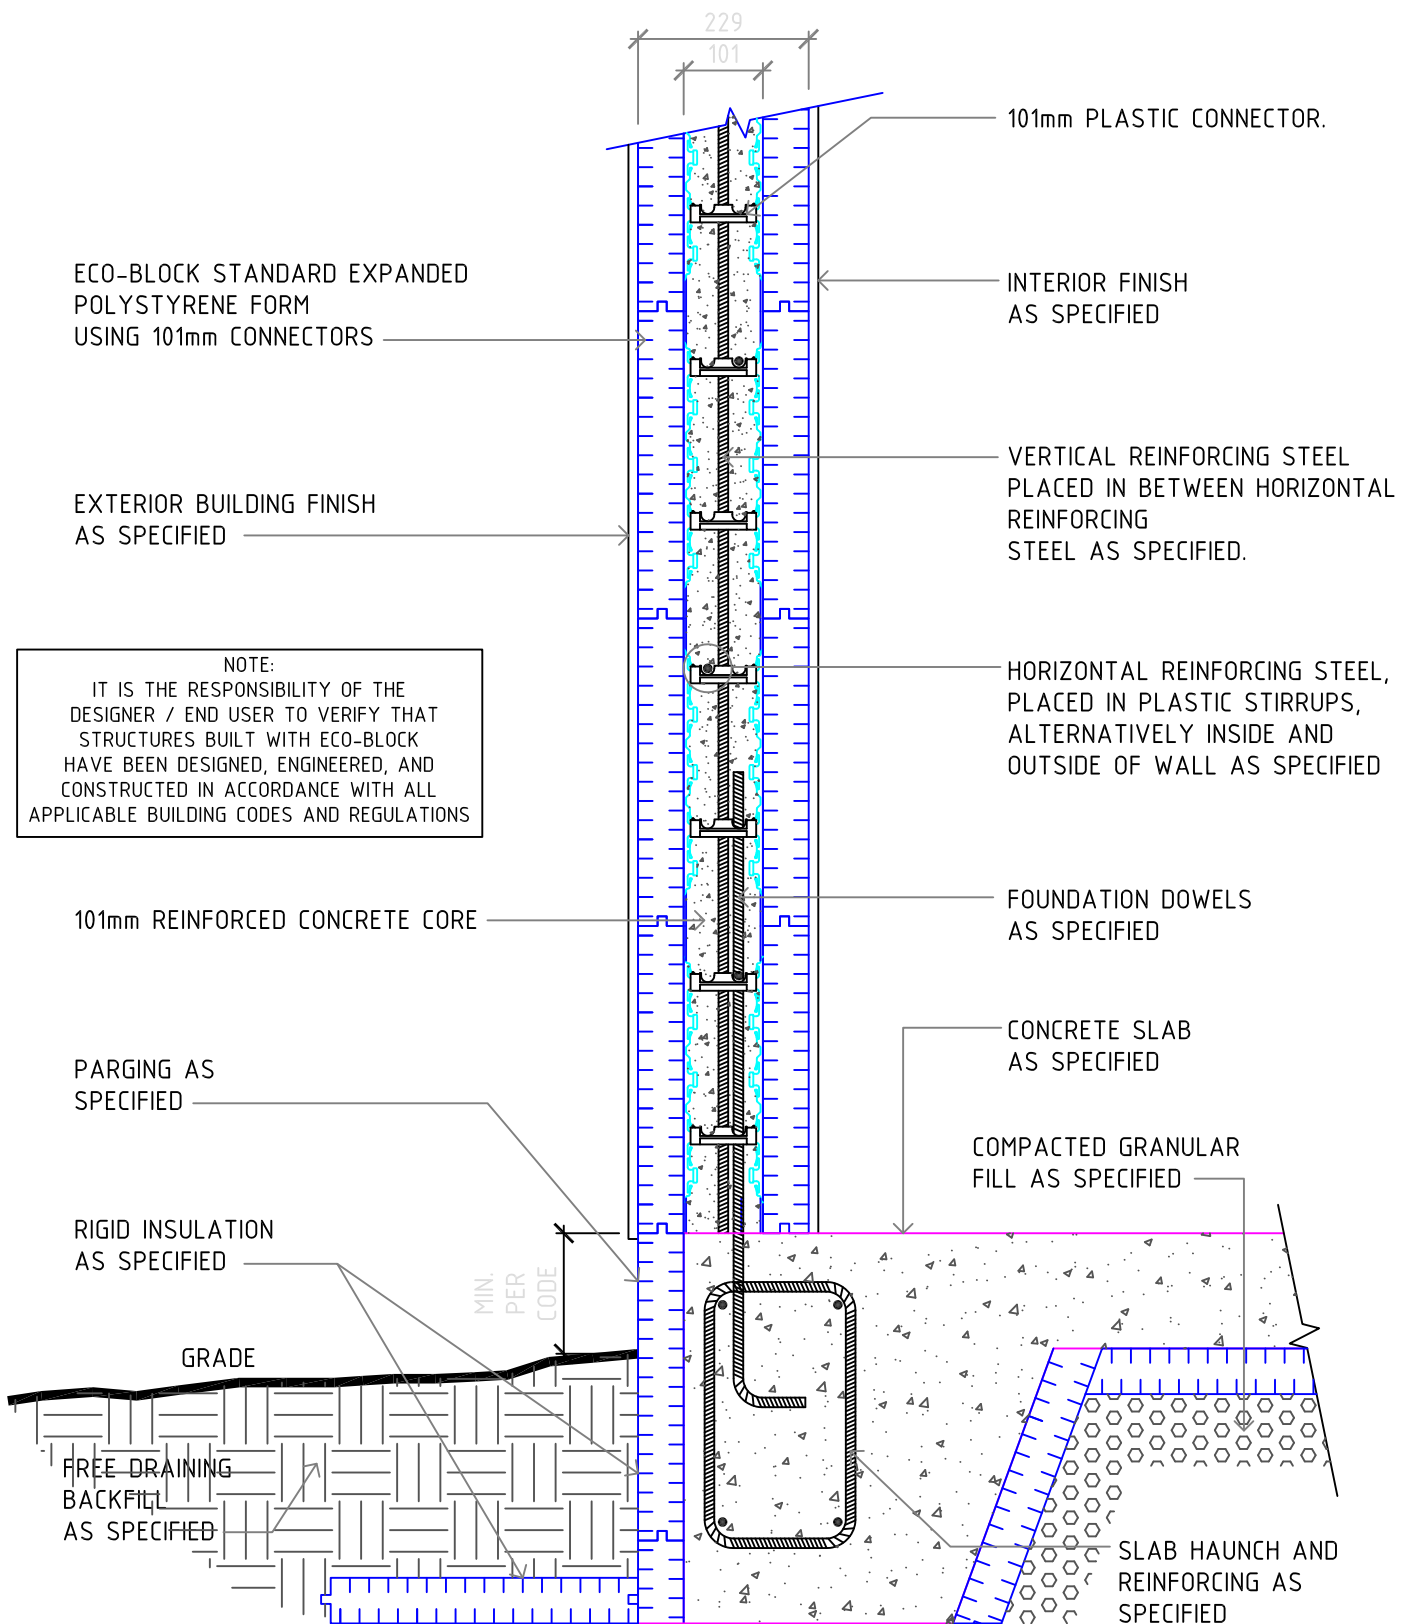 229
101
101mm PLASTIC CONNECTOR.
ECO-BLOCK STANDARD EXPANDED
POLYSTYRENE FORM
USING 101mm CONNECTORS
INTERIOR FINISH
AS SPECIFIED
VERTICAL REINFORCING STEEL
PLACED IN BETWEEN HORIZONTAL
REINFORCING
STEEL AS SPECIFIED.
EXTERIOR BUILDING FINISH
AS SPECIFIED
NOTE:
IT IS THE RESPONSIBILITY OF THE
DESIGNER / END USER TO VERIFY THAT
STRUCTURES BUILT WITH ECO-BLOCK
HAVE BEEN DESIGNED, ENGINEERED, AND
CONSTRUCTED IN ACCORDANCE WITH ALL
APPLICABLE BUILDING CODES AND REGULATIONS
HORIZONTAL REINFORCING STEEL,
PLACED IN PLASTIC STIRRUPS,
ALTERNATIVELY INSIDE AND
OUTSIDE OF WALL AS SPECIFIED
101mm REINFORCED CONCRETE CORE
FOUNDATION DOWELS
AS SPECIFIED
CONCRETE SLAB
AS SPECIFIED
PARGING AS
SPECIFIED
COMPACTED GRANULAR
FILL AS SPECIFIED
RIGID INSULATION
AS SPECIFIED
MIN.
PER
CODE
GRADE
FREE DRAINING
BACKFILL
AS SPECIFIED
SLAB HAUNCH AND
REINFORCING AS
SPECIFIED